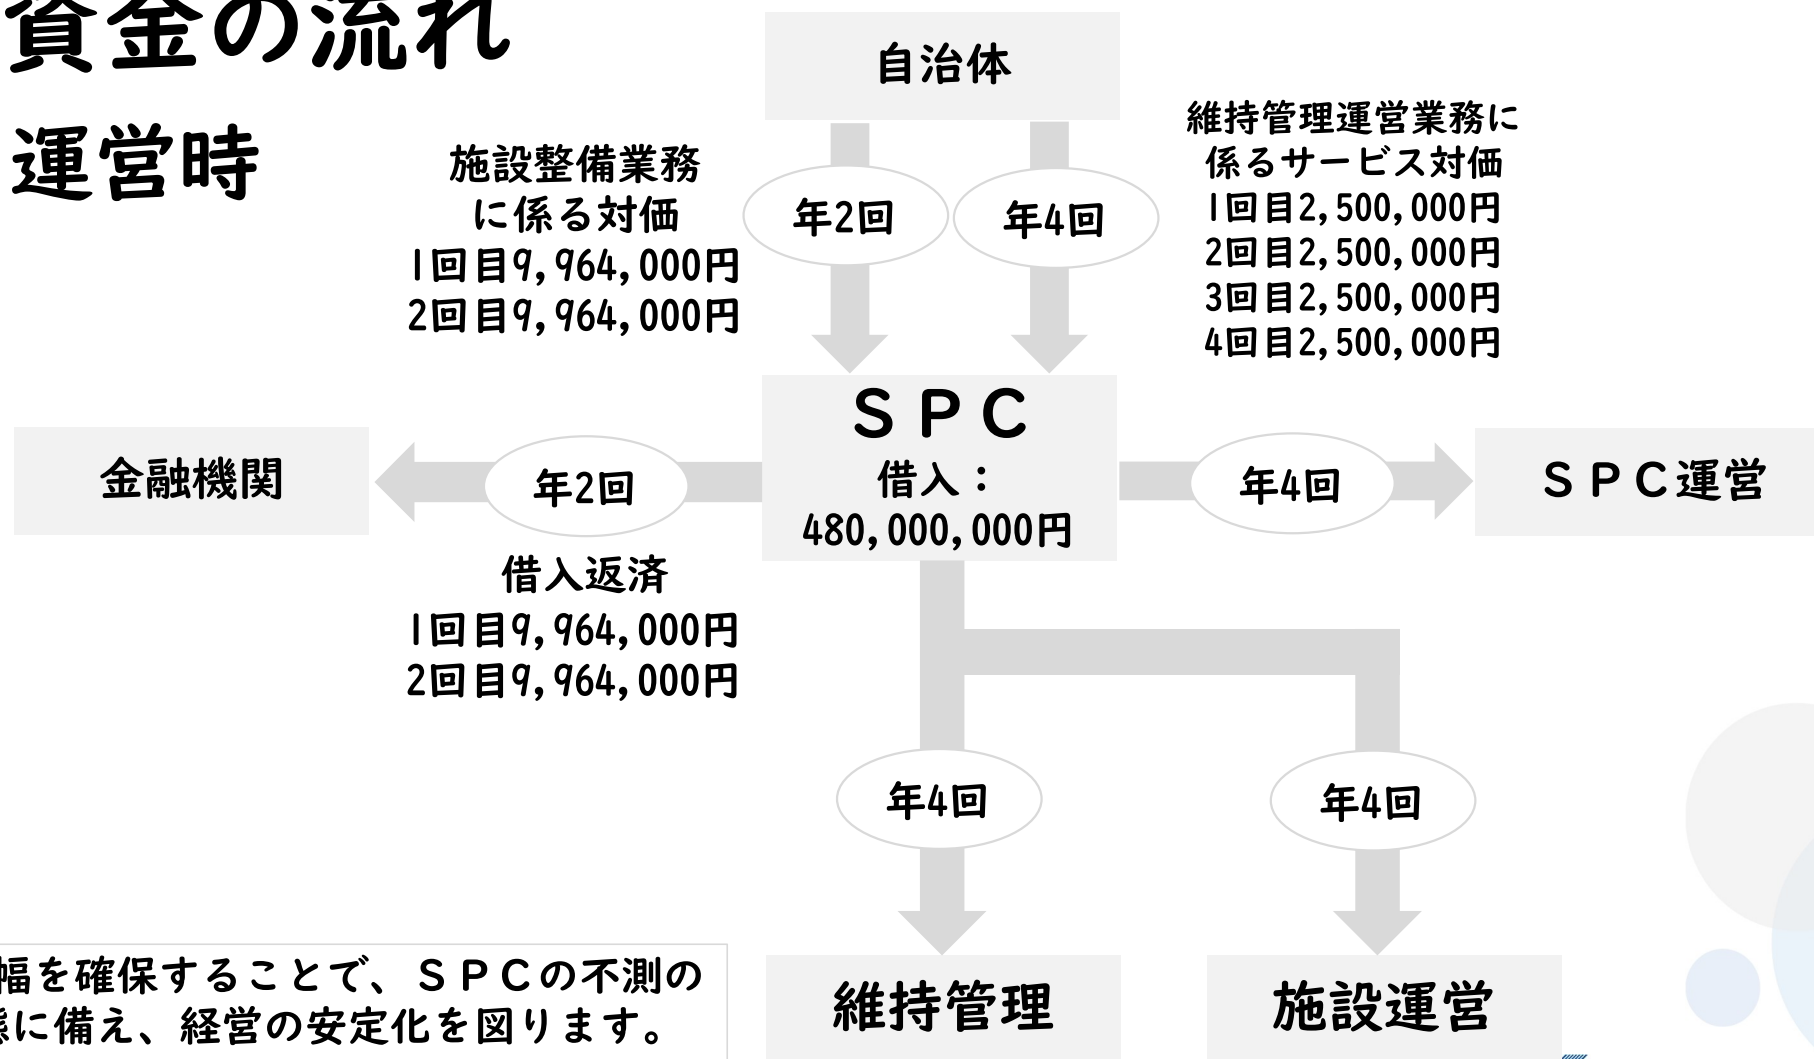 資金の流れ
運営時
自治体
施設整備業務
に係る対価
1回目9,964,000円
2回目9,964,000円
年2回
年4回
維持管理運営業務に
係るサービス対価
1回目2,500,000円
2回目2,500,000円
3回目2,500,000円
4回目2,500,000円
金融機関
年2回
ＳＰＣ
借入：
480,000,000円
年4回
ＳＰＣ運営
借入返済
1回目9,964,000円
2回目9,964,000円
年4回
年4回
維持管理
施設運営
幅を確保することで、ＳＰＣの不測の
に備え、経営の安定化を図ります。